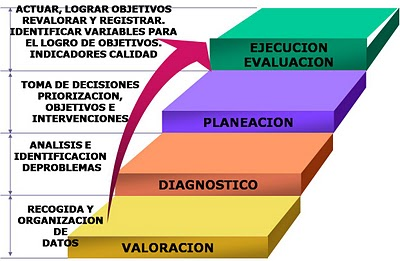 ACTUAR, LOGRAR OBJETIVOS
REVALORAR Y REGISTRAR.
IDENTIFICAR VARIABLES PARA
EL LOGRO DE OBJETIVOS.
INDICADORES CALIDAD
EJECUCION
EVALUACION
TOMA DE DECISIONES
PRIORIZACION,
OBJETIVOS E
INTERVENCIONES
PLANEACION
ANALISIS E
IDENTIFICACION
DEPROBLEMAS
DIAGNOSTICO
RECOGIDA Y
ORGANIZACION
DE
DATOS
VALORACION